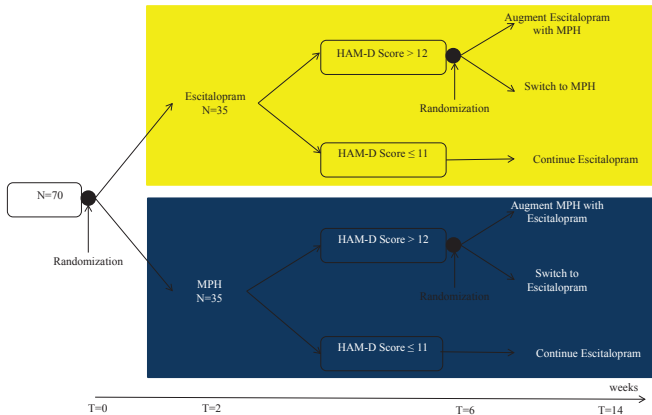 Augment Escitalopram
with MPH
HAM-D Score > 12
Switch to MPH
Escitalopram
N=35
Randomization
HAM-D Score ≤ 11
Continue Escitalopram
N=70
Randomization
Augment MPH with
Escitalopram
HAM-D Score > 12
MPH
N=35
Switch to
Escitalopram
Randomization
HAM-D Score ≤ 11
Continue Escitalopram
weeks
T=0
T=2
T=6
T=14